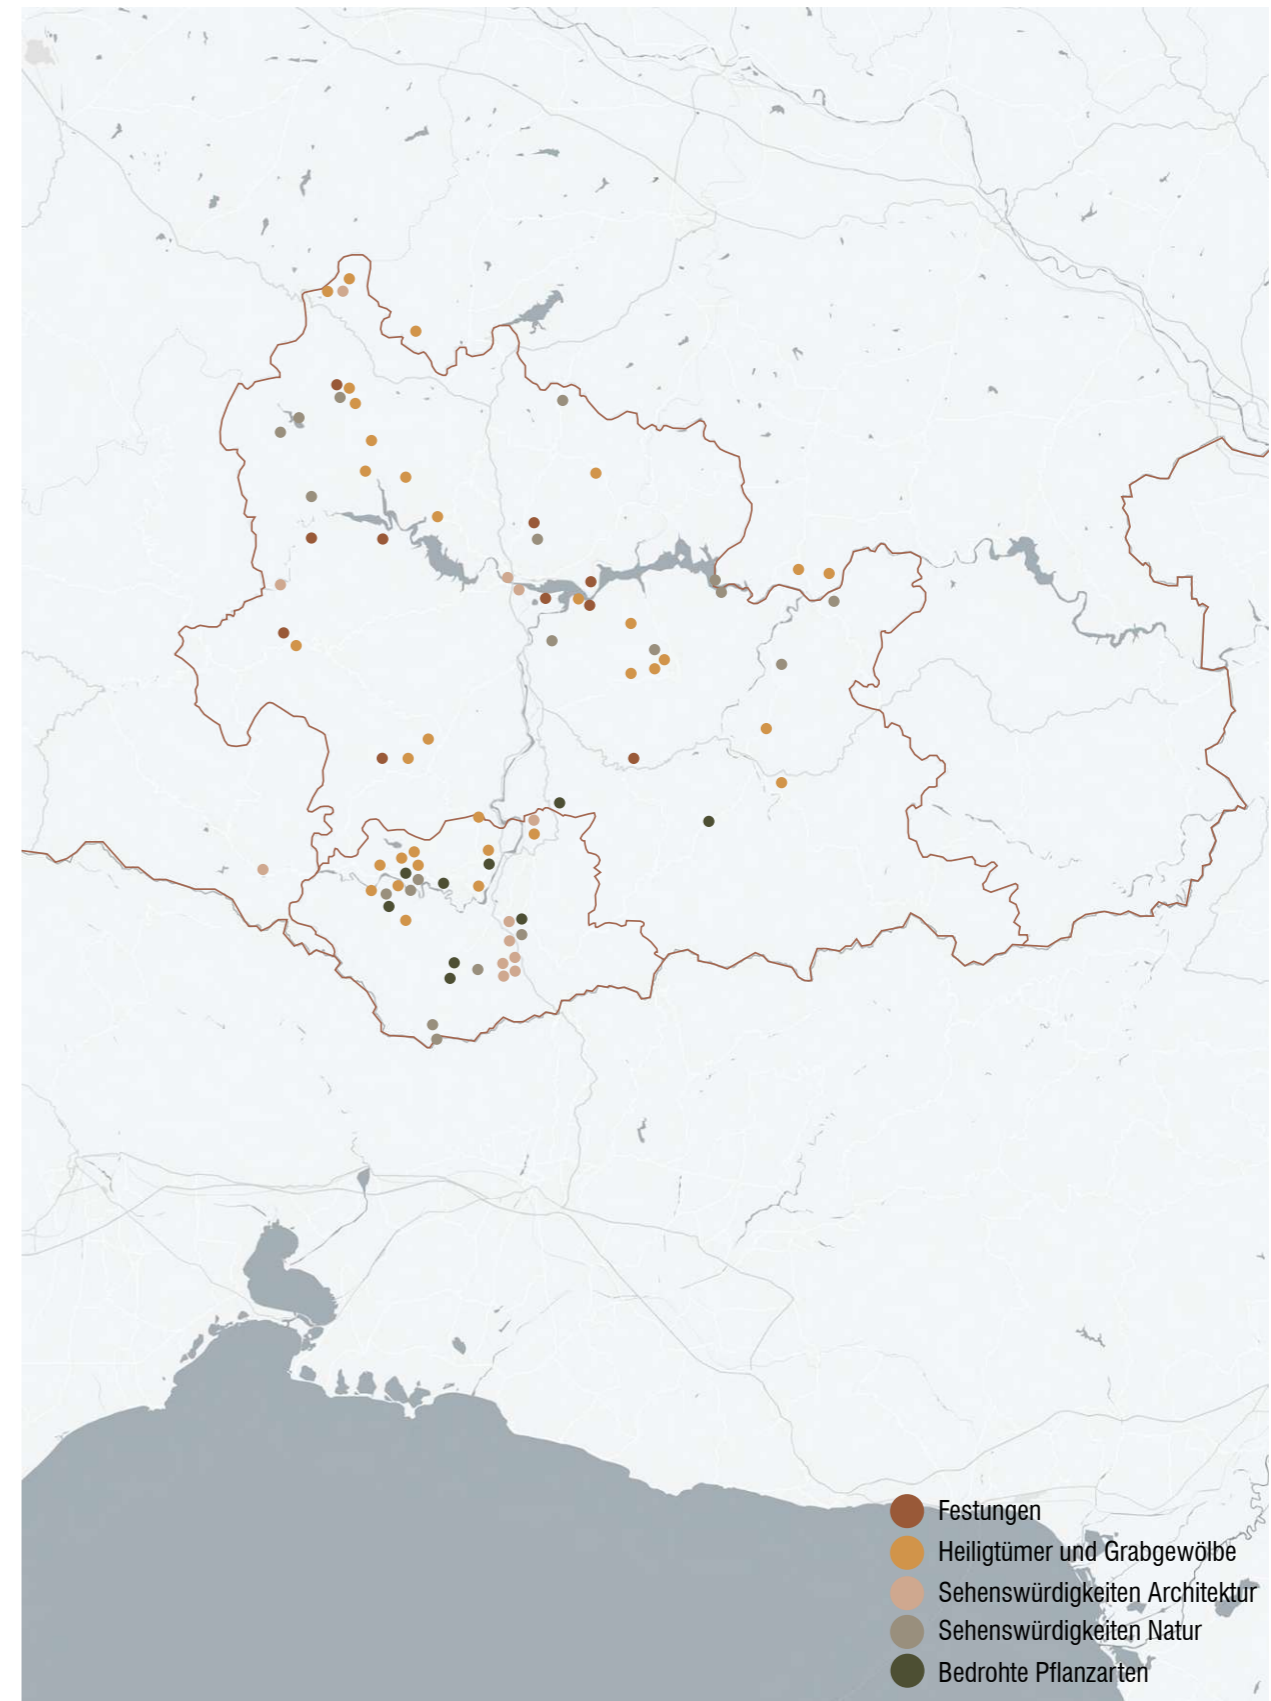 Festungen
Heiligtümer und Grabgewölbe
Sehenswürdigkeiten Architektur
Sehenswürdigkeiten Natur
Bedrohte Pflanzarten